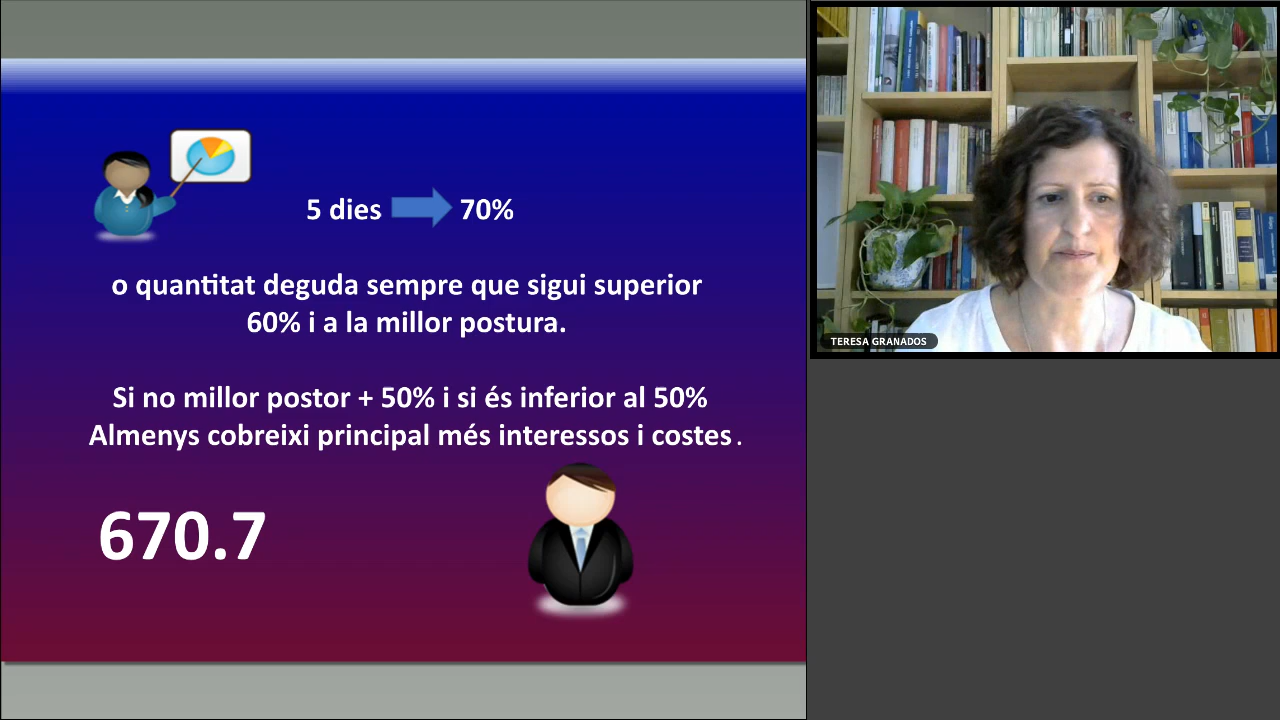 5 dies 70%
o quantitat deguda sempre que sigui superior
60% i a la millor postura.
Si no millor postor + 50% i si és inferior al 50%
Almenys cobreixi principal més interessos i costes.
670.7
TERESA GRANADOS